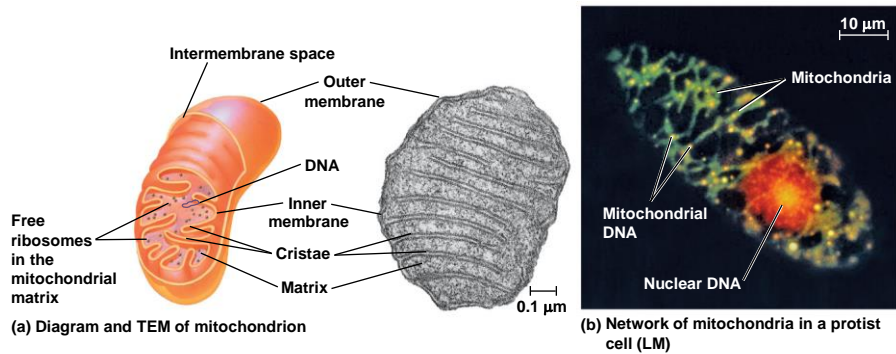 Intermembrane space
Outer
membrane
DNA
Inner
membrane
Free
ribosomes
in the
mitochondrial
matrix
Cristae
Matrix
0.1 μm
(a) Diagram and TEM of mitochondrion
10 μm
Mitochondria
Mitochondrial
DNA
Nuclear DNA
(b) Network of mitochondria in a protist
cell (LM)